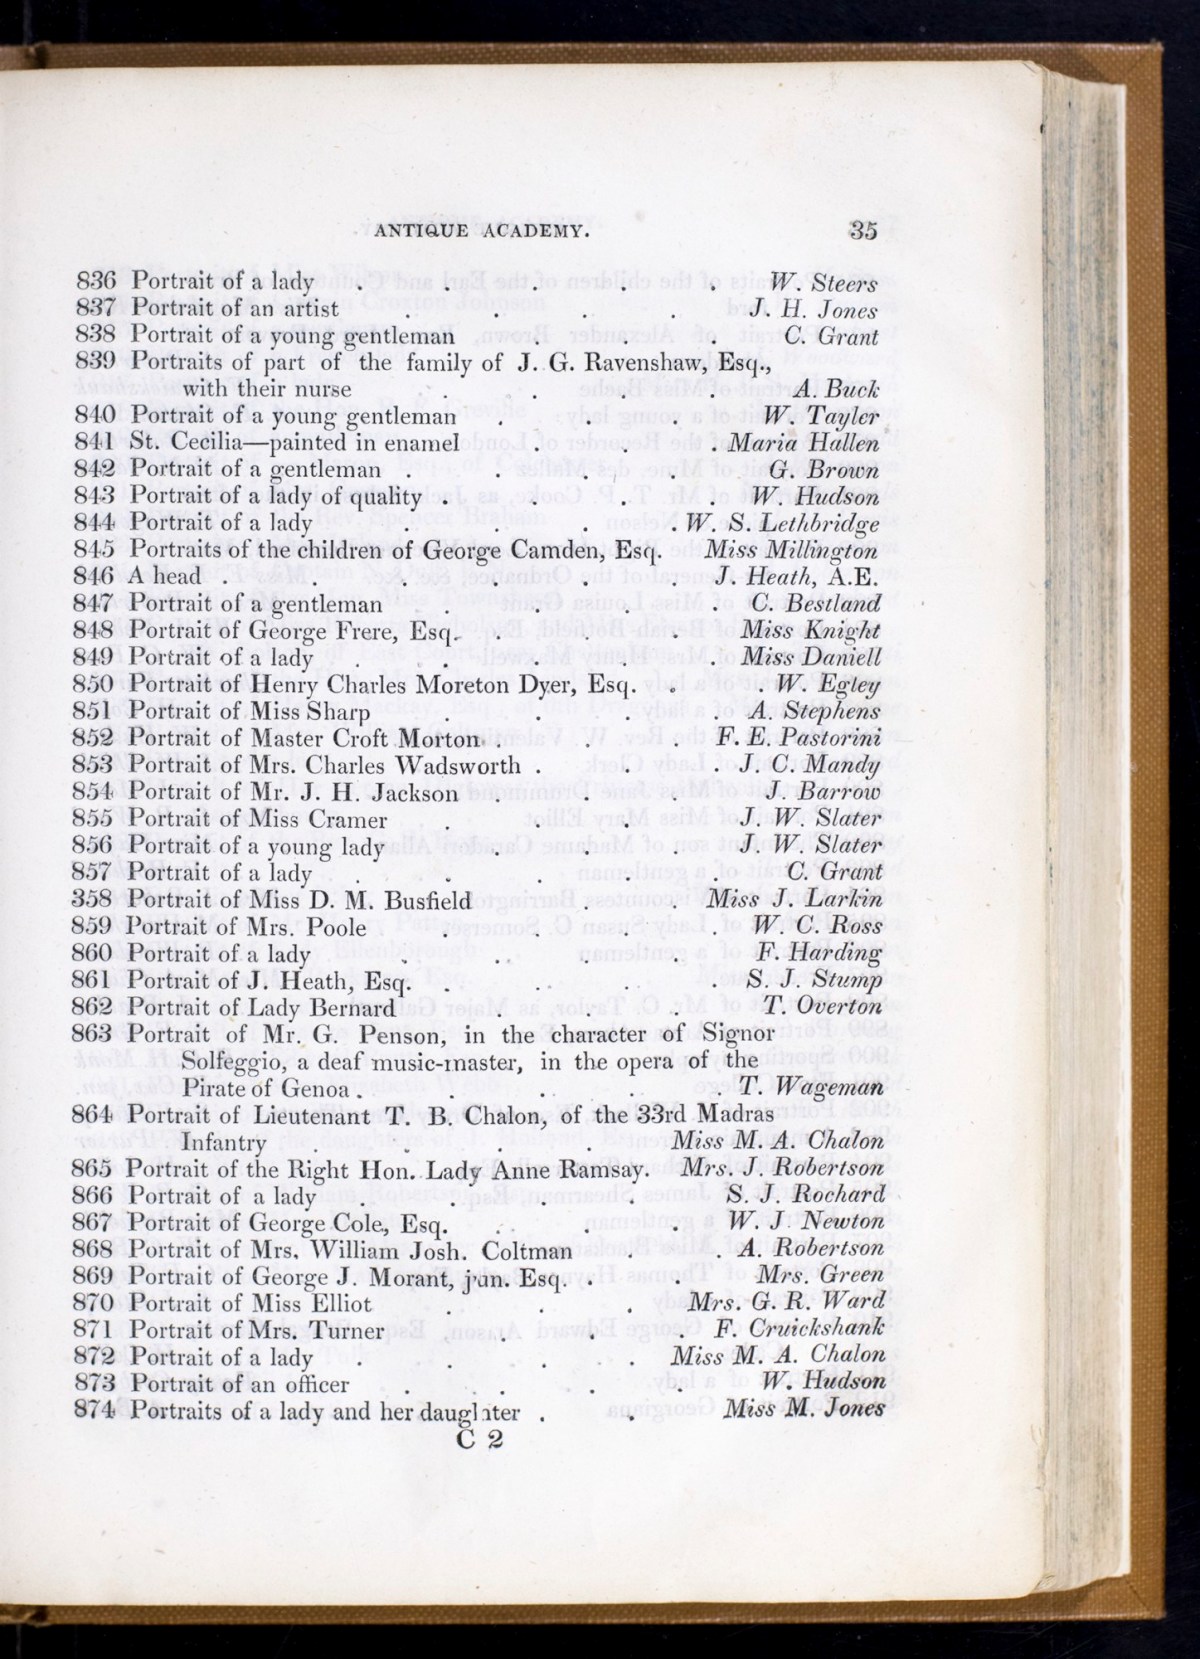 ANTIQUE ACADEMY. 35
836 Portrait of a lady . . . . . W. Steers
837 Portrait of an artist . . . . J. H. Jones
838 Portrait of a young gentleman . . . C. Grant
839 Portraits of part of the family of J. G. Ravenshaw, Esq.,
with their nurse . . . . A. Buck
840 Portrait of a young gentleman . . . W. Tayler
841 St. Cecilia—painted in enamel . . . Maria Hallen
842 Portrait of a gentleman . . . . G. Brown
843 Portrait of a lady of quality . . . . W. Hudson
844 Portrait of a lady . . . . W. S. Lethbridge
845 Portraits of the children of George Camden, Esq. Miss Millington
846 A head . . . . . J. Heath, A.E.
847 Portrait of a gentleman . . . . C. Bestland
848 Portrait of George Frere, Esq. . . . Miss Knight
849 Portrait of a lady . . . . . Miss Daniell
850 Portrait of Henry Charles Moreton Dyer, Esq. . . W. Egley
851 Portrait of Miss Sharp . . . . A. Stephens
852 Portrait of Master Croft Morton . . . F. E. Pastorini
853 Portrait of Mrs. Charles Wadsworth . . . J. C. Mandy
854 Portrait of Mr. J. H. Jackson . . . . J. Barrow
855 Portrait of Miss Cramer . . . . J. W. Slater
856 Portrait of a young lady . . . . J. W. Slater
857 Portrait of a lady . . . . . C. Grant
358 Portrait of Miss D. M. Busfield . . Miss J. Larkin
859 Portrait of Mrs. Poole . . . . W. C. Ross
860 Portrait of a lady . . . . F. Harding
861 Portrait of J. Heath, Esq. . . . S. J. Stump
862 Portrait of Lady Bernard . . . . T. Overton
863 Portrait of Mr. G. Penson, in the character of Signor
Solfeggio, a deaf music-master, in the opera of the
Pirate of Genoa . . . . . T. Wageman
864 Portrait of Lieutenant T. B. Chalon, of the 33rd Madras
Infantry . . . . Miss M. A. Chalon
865 Portrait of the Right Hon. Lady Anne Ramsay. Mrs. J. Robertson
866 Portrait of a lady . . . . S. J. Rochard
867 Portrait of George Cole, Esq. . . . W. J. Newton
868 Portrait of Mrs. William Josh. Coltman . . A. Robertson
869 Portrait of George J. Morant, jun. Esq. . . Mrs. Green
870 Portrait of Miss Elliot . . . Mrs. G. R. Ward
871 Portrait of Mrs. Turner . . . F. Cruickshank
872 Portrait of a lady . . . . Miss M. A. Chalon
873 Portrait of an officer . . . . W. Hudson
874 Portraits of a lady and her daughter . . Miss M. Jones
C 2